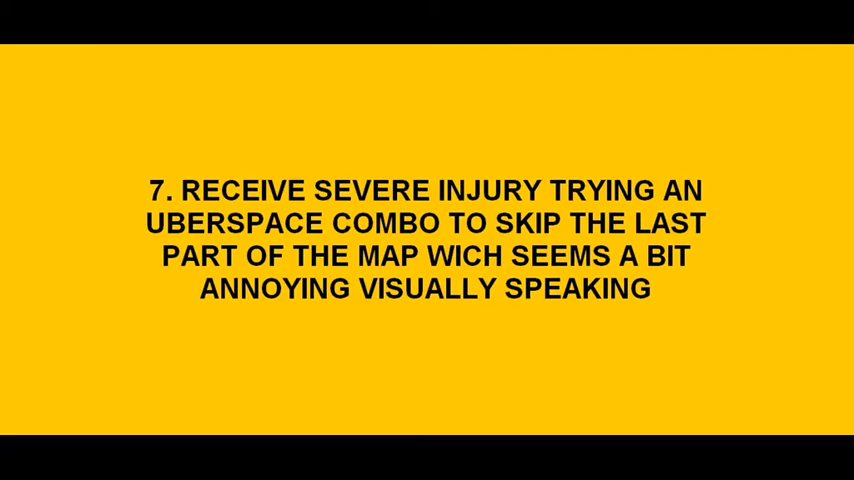 7. RECEIVE SEVERE INJURY TRYING AN
UBERSPACE COMBO TO SKIP THE LAST
PART OF THE MAP WICH SEEMS A BIT
ANNOYING VISUALLY SPEAKING